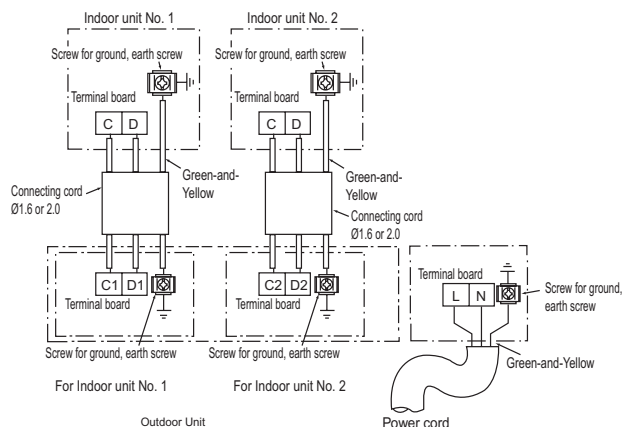 Indoor unit No. 1
Indoor unit No. 2
Screw for ground, earth screw
Screw for ground, earth screw
Terminal board
Terminal board
C D
C D
Green-and-
Yellow
Green-and-
Yellow
Connecting cord
Ø1.6 or 2.0
Connecting cord
Ø1.6 or 2.0
C1 D1
C2 D2
Terminal board
Terminal board
Terminal board
L N
Screw for ground,
earth screw
Screw for ground, earth screw
Screw for ground, earth screw
Green-and-Yellow
For Indoor unit No. 1
For Indoor unit No. 2
Outdoor Unit
Power cord